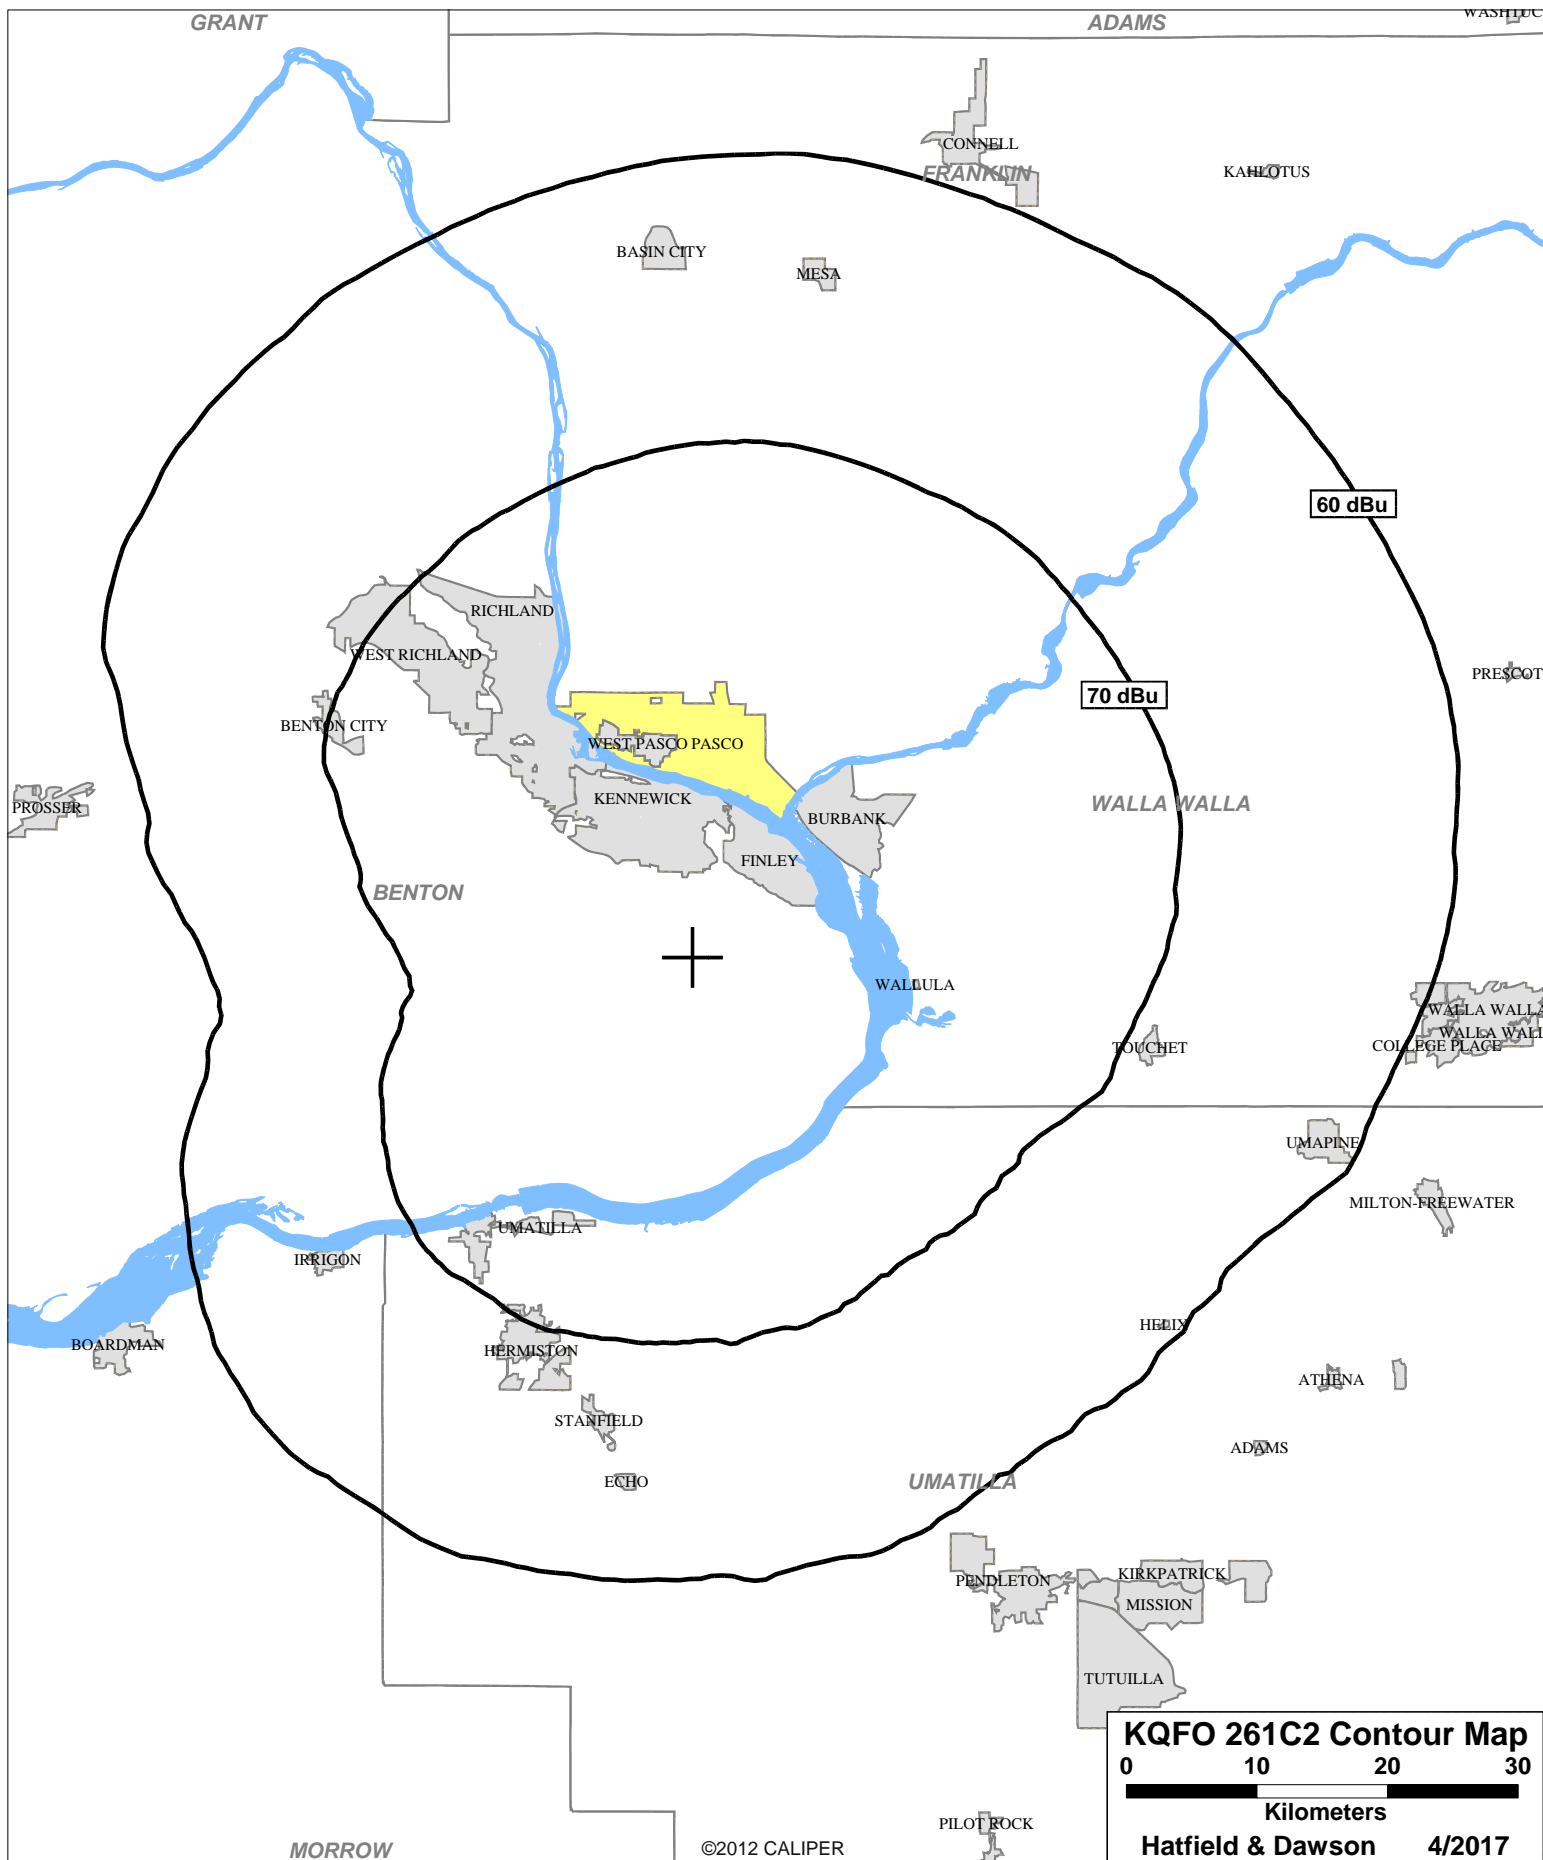 GRANT
ADAMS
WASHTUC
CONNELL
FRANKLIN
KAHLOTUS
BASIN CITY
MESA
60 dBu
RICHLAND
WEST RICHLAND
PRESCOT
70 dBu
BENTON CITY
WEST PASCO PASCO
PROSSER
KENNEWICK
WALLA WALLA
BURBANK
FINLEY
BENTON
WALLULA
WALLA WALLA
WALLA WALL
COLLEGE PLACE
TOUCHET
UMAPINE
MILTON-FREEWATER
UMATILLA
IRRIGON
HELIX
BOARDMAN
HERMISTON
ATHENA
STANFIELD
ADAMS
ECHO
UMATILLA
PENDLETON
KIRKPATRICK
MISSION
TUTUILLA
KQFO 261C2 Contour Map
0 10 20 30
Kilometers
Hatfield & Dawson 4/2017
PILOT ROCK
MORROW
©2012 CALIPER